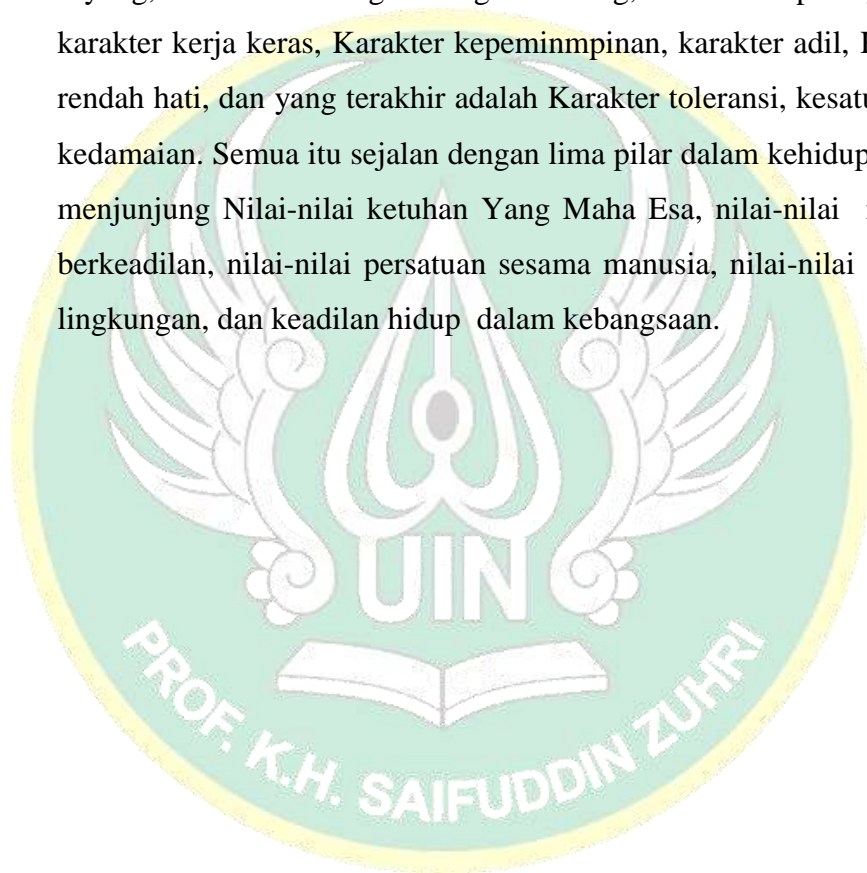 karakter kerja keras, Karakter kepeminmpinan, karakter adil,
rendah hati, dan yang terakhir adalah Karakter toleransi,
kedamaian. Semua itu sejalan dengan lima pilar dalam
menjunjung Nilai-nilai ketuhan Yang Maha Esa, nilai-nilai
berkeadilan, nilai-nilai persatuan sesama manusia, nilai-nilai
lingkungan, dan keadilan hidup dalam kebangsaan.
UIN
PROF. K.H. SAIFUDDIN ZUHRI